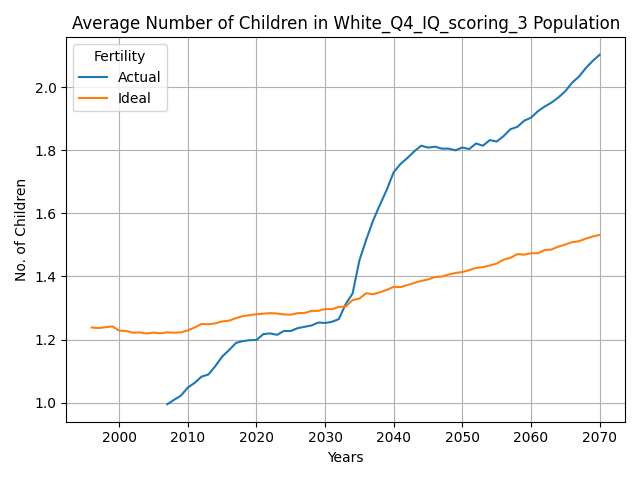 Average Number of Children in White_Q4_IQ_scoring_3 Population
Fertility
Actual
Ideal
No. of Children
2.0
1.8
1.6
1.4
1.2
1.0
2000 2010 2020 2030 2040 2050 2060 2070
Years